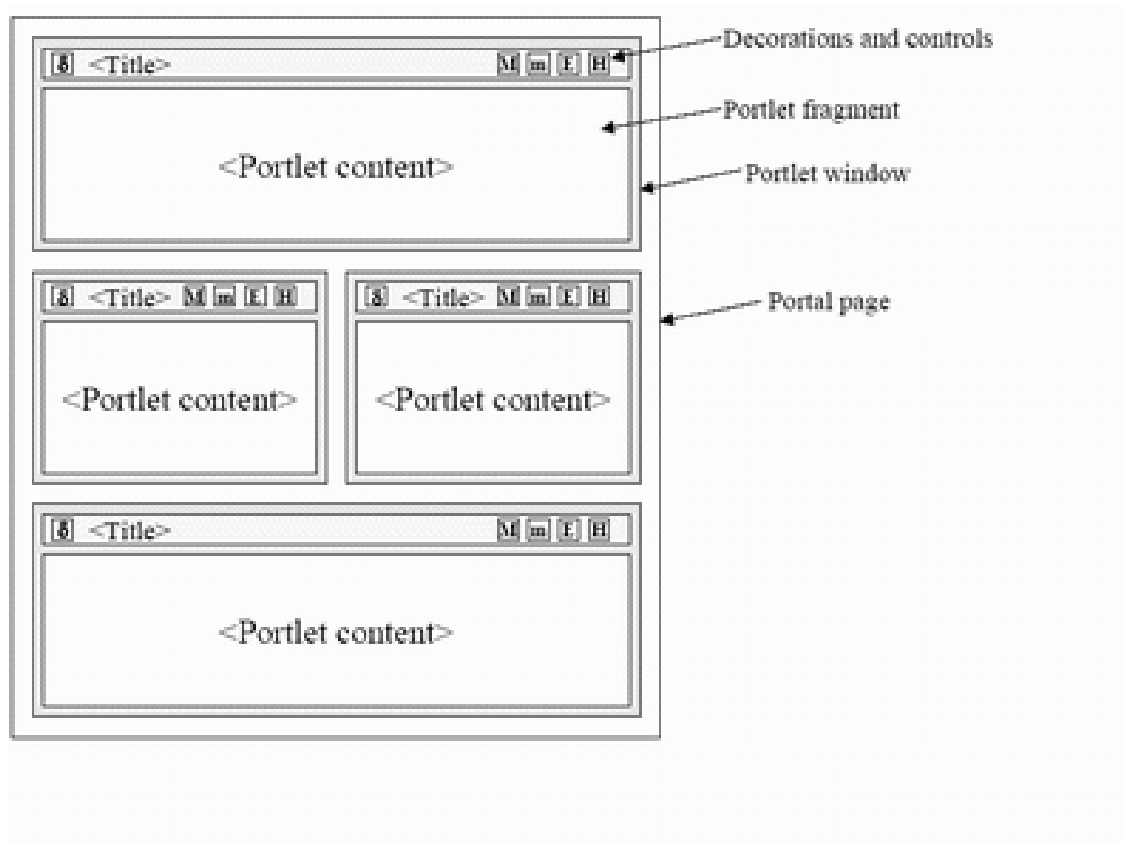 <Title> M m E H
Decorations and controls
Portlet fragment
<Portlet content>
Portlet window
<Title> M m E H
<Title> M m E H
Portal page
<Portlet content>
<Portlet content>
<Title> M m E H
<Portlet content>